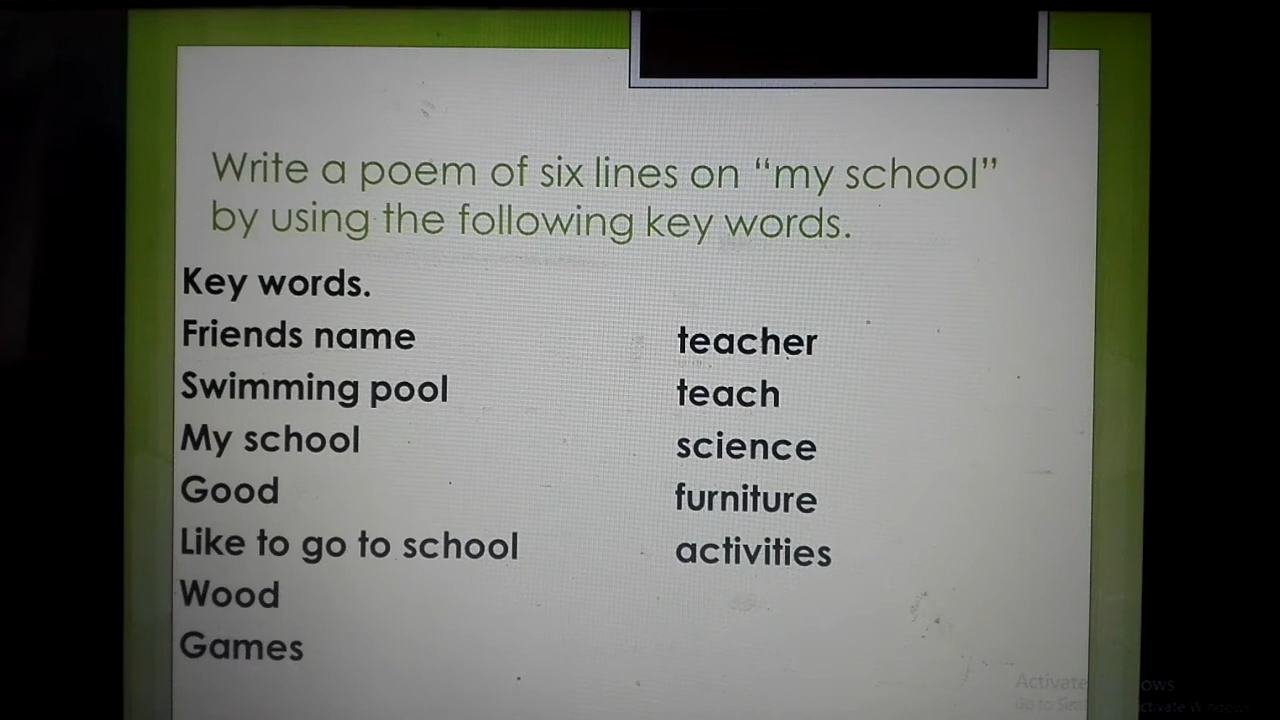 Write a poem of six lines on “my school”
by using the following key words.
Key words.
Friends name
Swimming pool
My school
Good
Like to go to school
Wood
Games
teacher
teach
science
furniture
activities
Activate